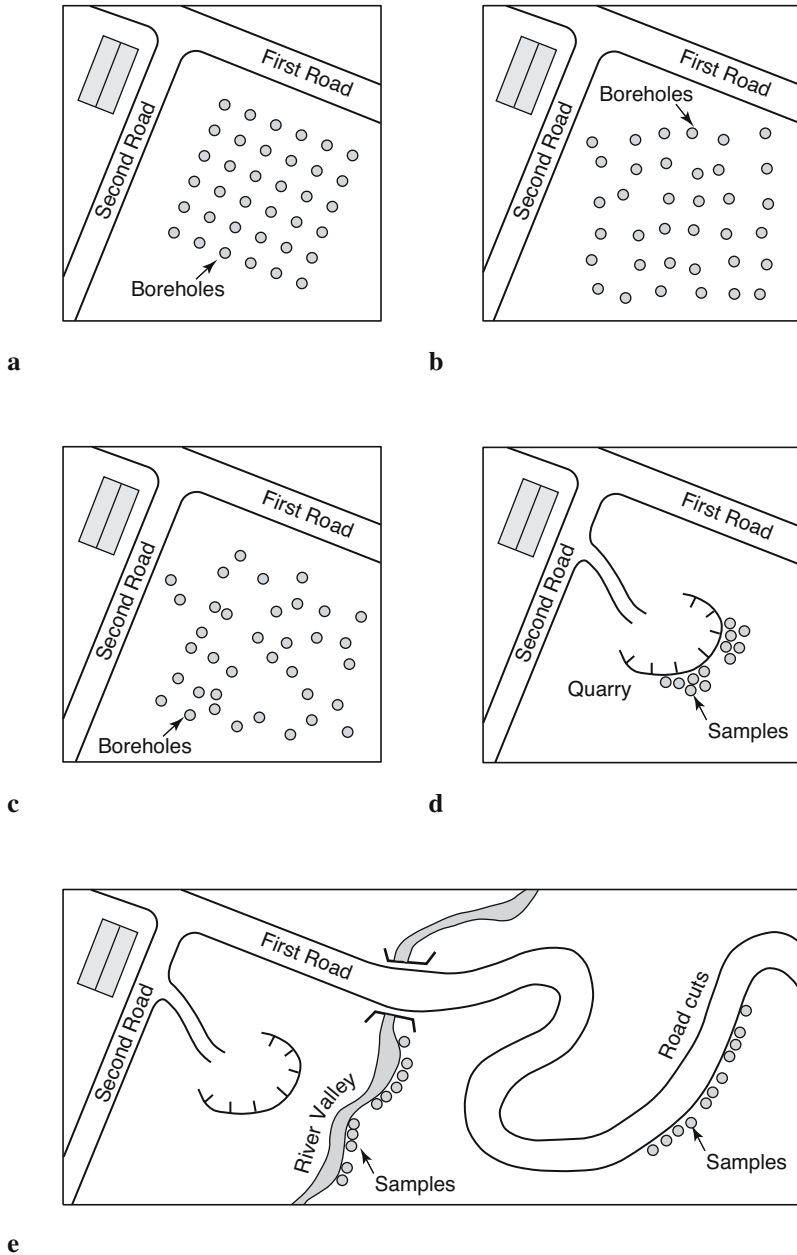 First Road
Second Road
Boreholes
a
First Road
Boreholes
Second Road
b
First Road
Second Road
Boreholes
c
First Road
Second Road
Quarry
Samples
d
First Road
Second Road
River Valley
Samples
Road cuts
Samples
e